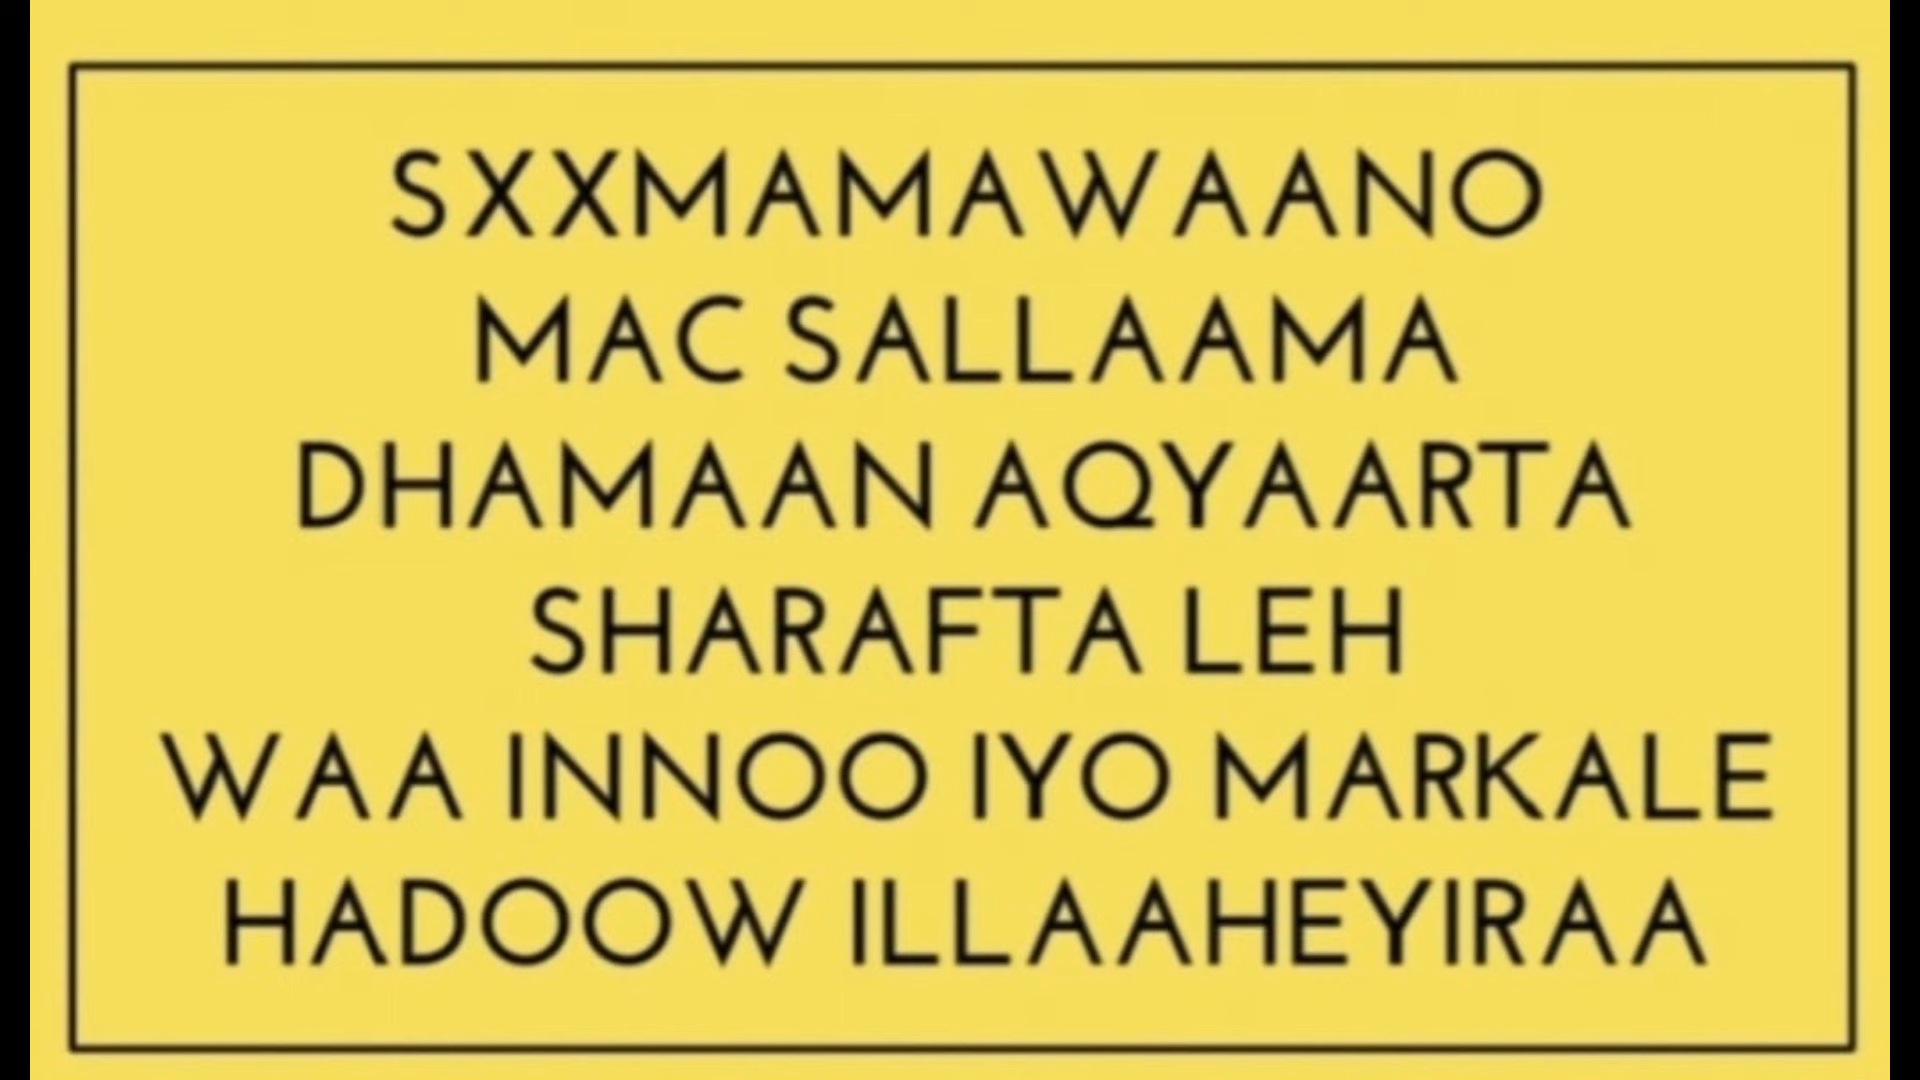 SXXMAMAWAANO
MAC SALLAAMA
DHAMAAN AQYAARTA
SHARAFTA LEH
WAA INNOO IYO MARKALE
HADOOW ILLAAHEYIRAA